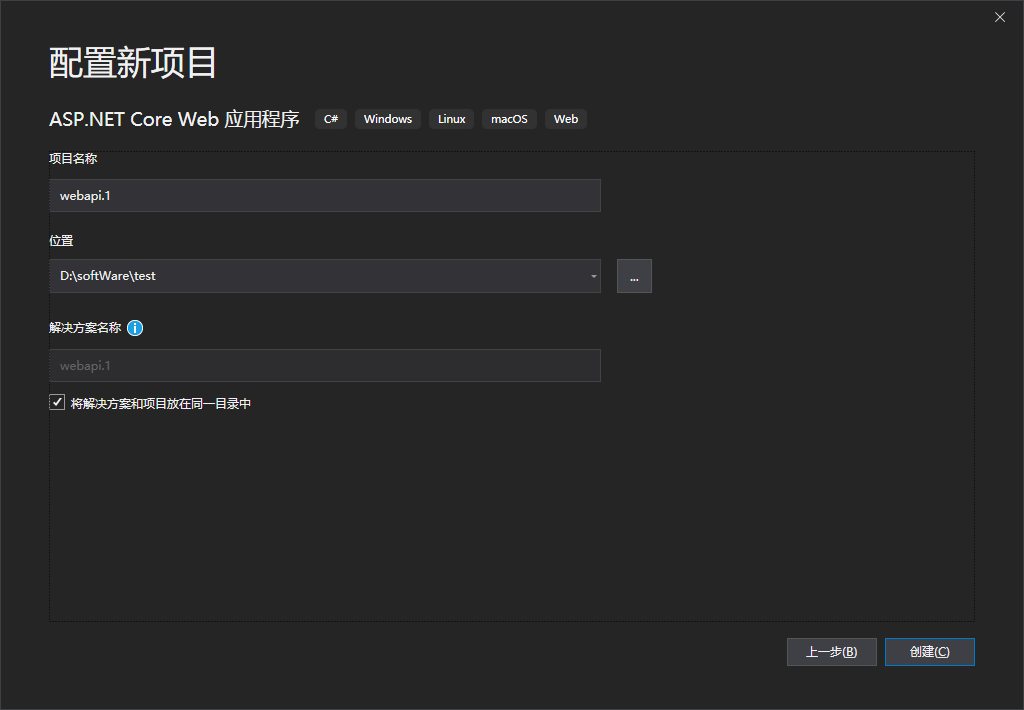 配置新项目
ASP.NET Core Web 应用程序 C# Windows Linux macOS Web
项目名称
webapi.1
位置
D:\softWare\test
...
解决方案名称
webapi.1
将解决方案和项目放在同一目录中
上一步(B) 创建(C)